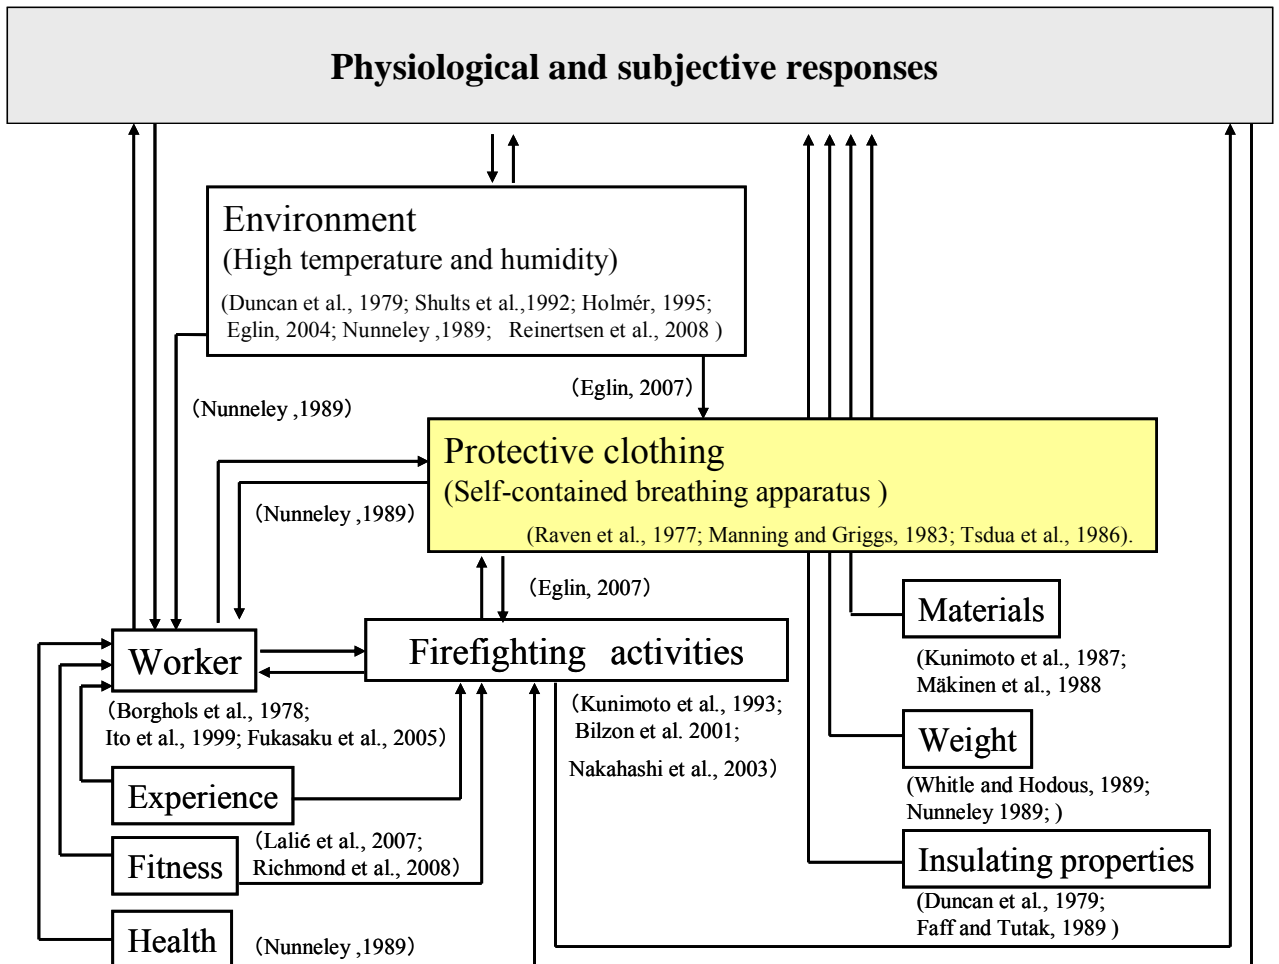 Physiological and subjective responses
Environment
(High temperature and humidity)
(Duncan et al., 1979; Shults et al.,1992; Holmér, 1995;
Eglin, 2004; Nunneley ,1989; Reinertsen et al., 2008 )
(Eglin, 2007)
(Nunneley ,1989)
Protective clothing
(Self-contained breathing apparatus )
(Raven et al., 1977; Manning and Griggs, 1983; Tsdua et al., 1986).
(Nunneley ,1989)
(Eglin, 2007)
Materials
(Kunimoto et al., 1987;
Mäkinen et al., 1988
Worker
Firefighting activities
(Borghols et al., 1978;
Ito et al., 1999; Fukasaku et al., 2005)
(Kunimoto et al., 1993;
Bilzon et al. 2001;
Nakahashi et al., 2003)
Weight
(Whitle and Hodous, 1989;
Nunneley 1989; )
Experience
Fitness
(Lalić et al., 2007;
Richmond et al., 2008)
Insulating properties
(Duncan et al., 1979;
Faff and Tutak, 1989 )
Health
(Nunneley ,1989)